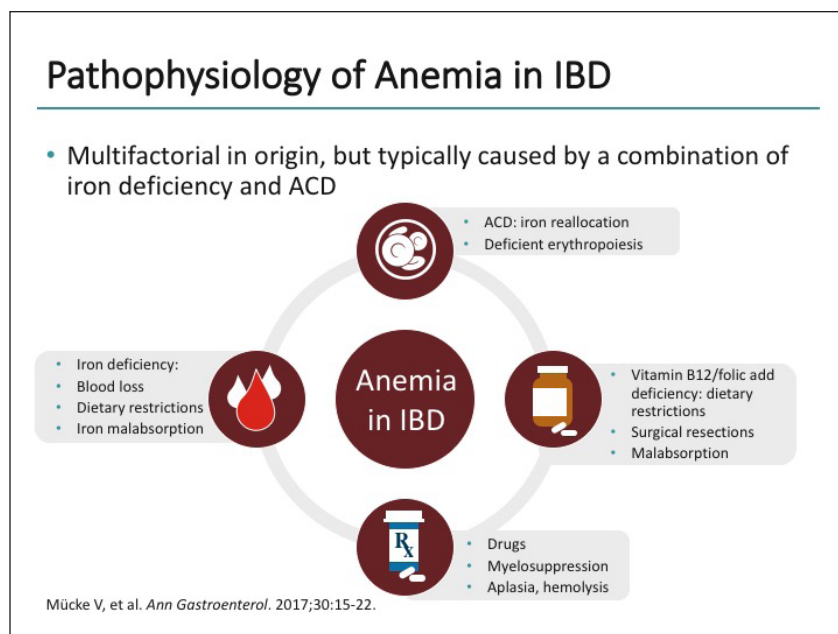 Pathophysiology of Anemia in IBD
• Multifactorial in origin, but typically caused by a combination of
iron deficiency and ACD
• ACD: iron reallocation
• Deficient erythropoiesis
• Iron deficiency:
• Blood loss
• Dietary restrictions
• Iron malabsorption
Anemia
in IBD
• Vitamin B12/folic add
deficiency: dietary
restrictions
• Surgical resections
• Malabsorption
Rx
• Drugs
• Myelosuppression
• Aplasia, hemolysis
Mücke V, et al. Ann Gastroenterol. 2017;30:15-22.